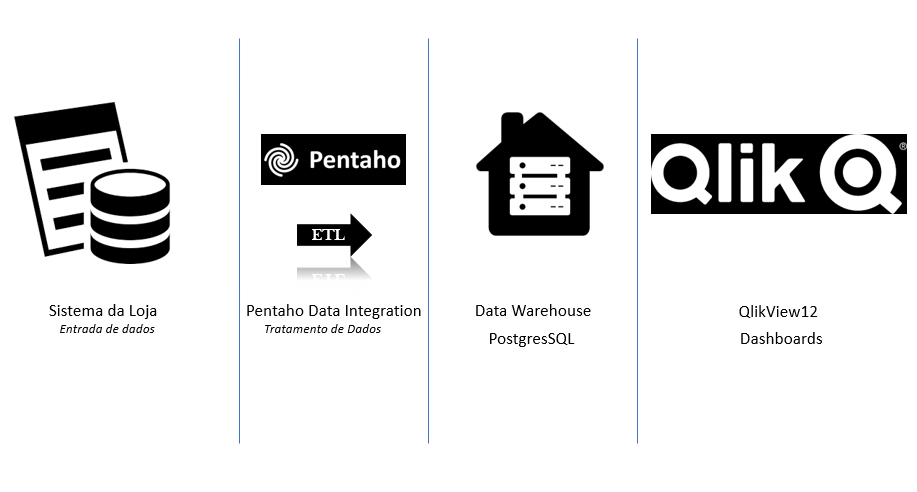 Pentaho
Qlik
®
ETL
Sistema da Loja
Entrada de dados
Pentaho Data Integration
Tratamento de Dados
Data Warehouse
PostgresSQL
QlikView12
Dashboards